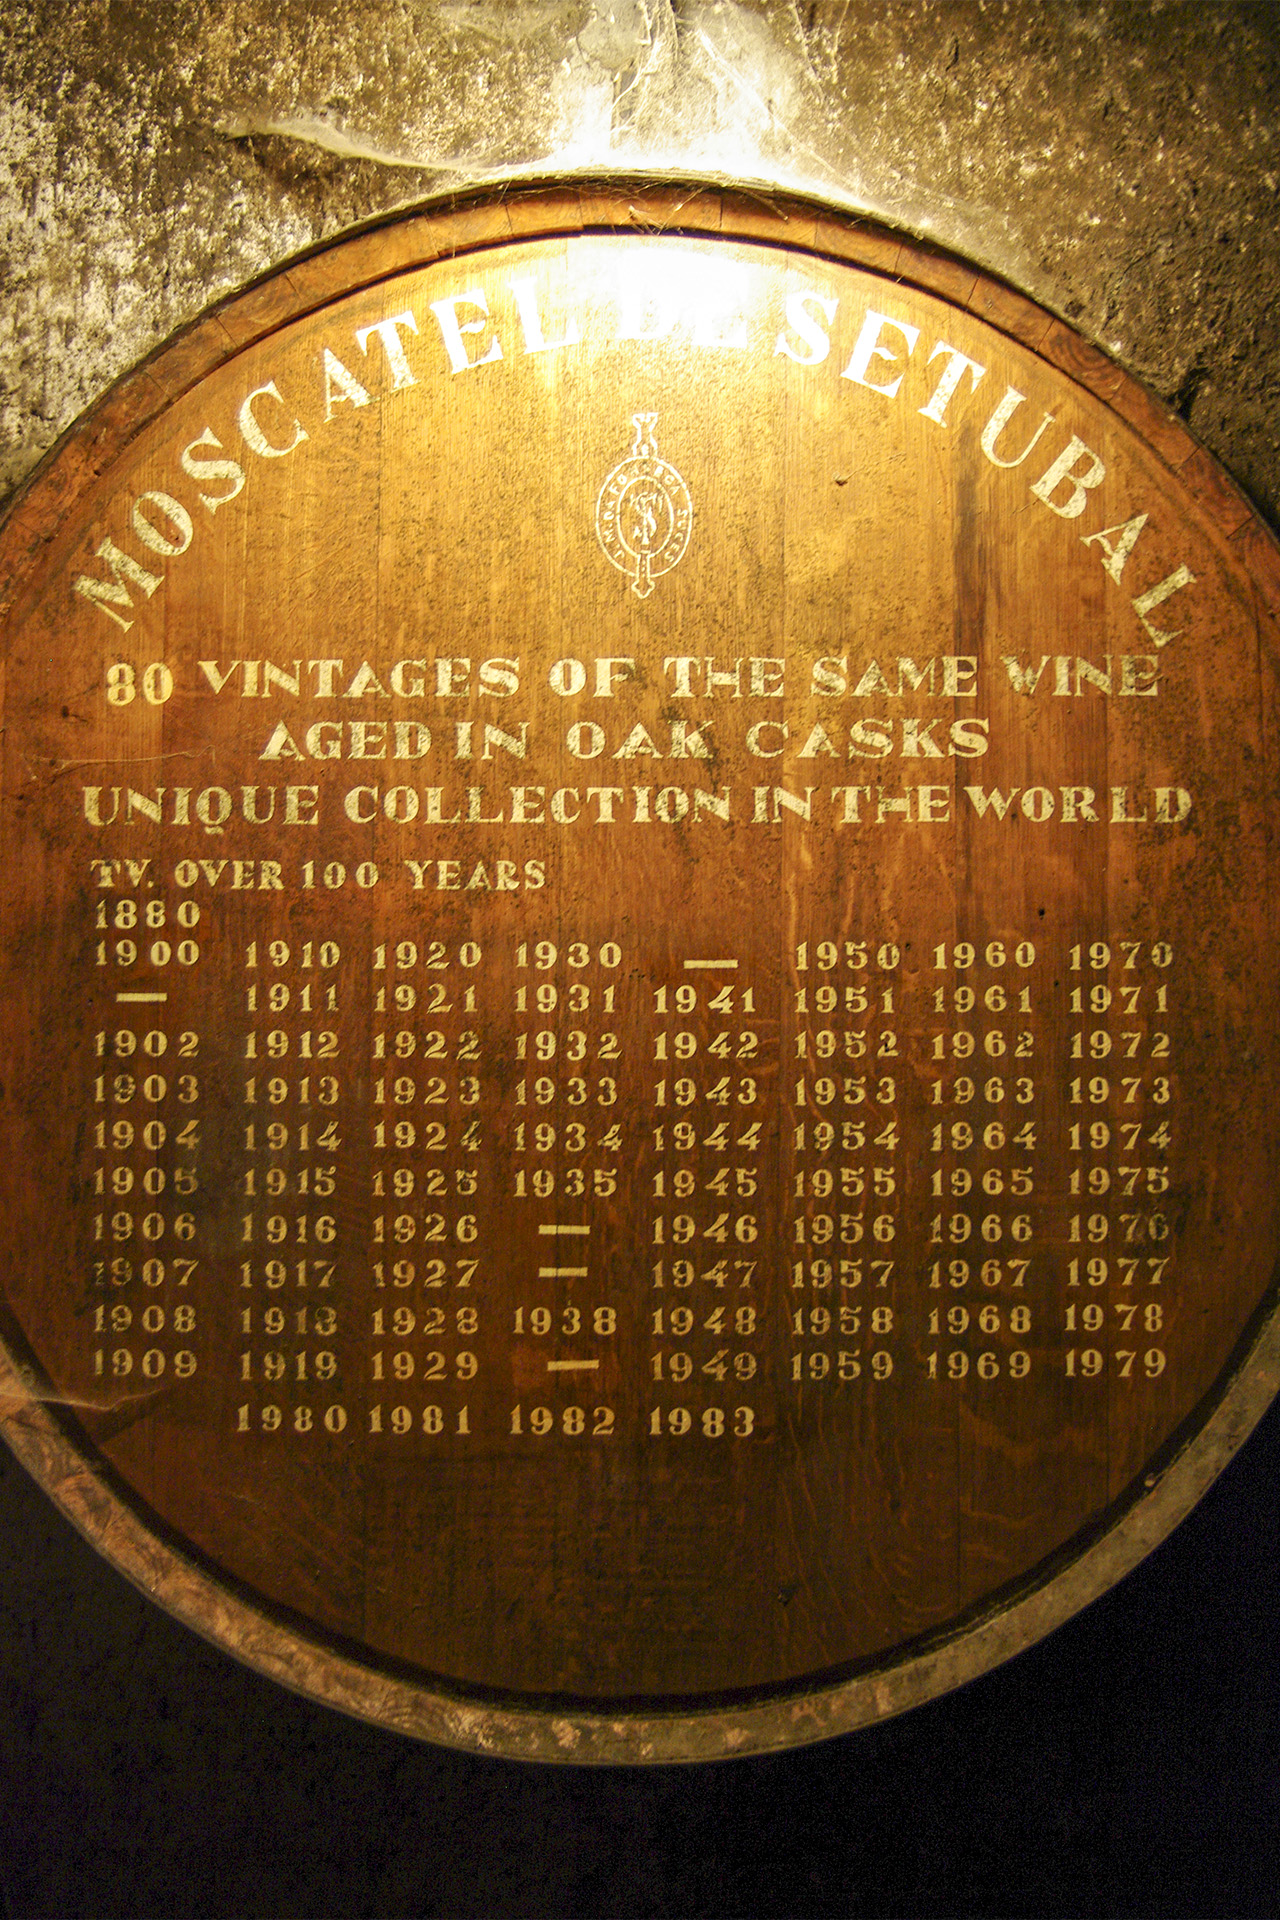 MOSCATEL DE SETUBAL
80 VINTAGES OF THE SAME WINE
AGED IN OAK CASKS
UNIQUE COLLECTION IN THE WORLD
TV. OVER 100 YEARS
1880
1900 1910 1920 1930 — 1950 1960 1970
— 1911 1921 1931 1941 1951 1961 1971
1902 1912 1922 1932 1942 1952 1962 1972
1903 1913 1923 1933 1943 1953 1963 1973
1904 1914 1924 1934 1944 1954 1964 1974
1905 1915 1925 1935 1945 1955 1965 1975
1906 1916 1926 — 1946 1956 1966 1976
1907 1917 1927 — 1947 1957 1967 1977
1908 1918 1928 1938 1948 1958 1968 1978
1909 1919 1929 — 1949 1959 1969 1979
1980 1981 1982 1983